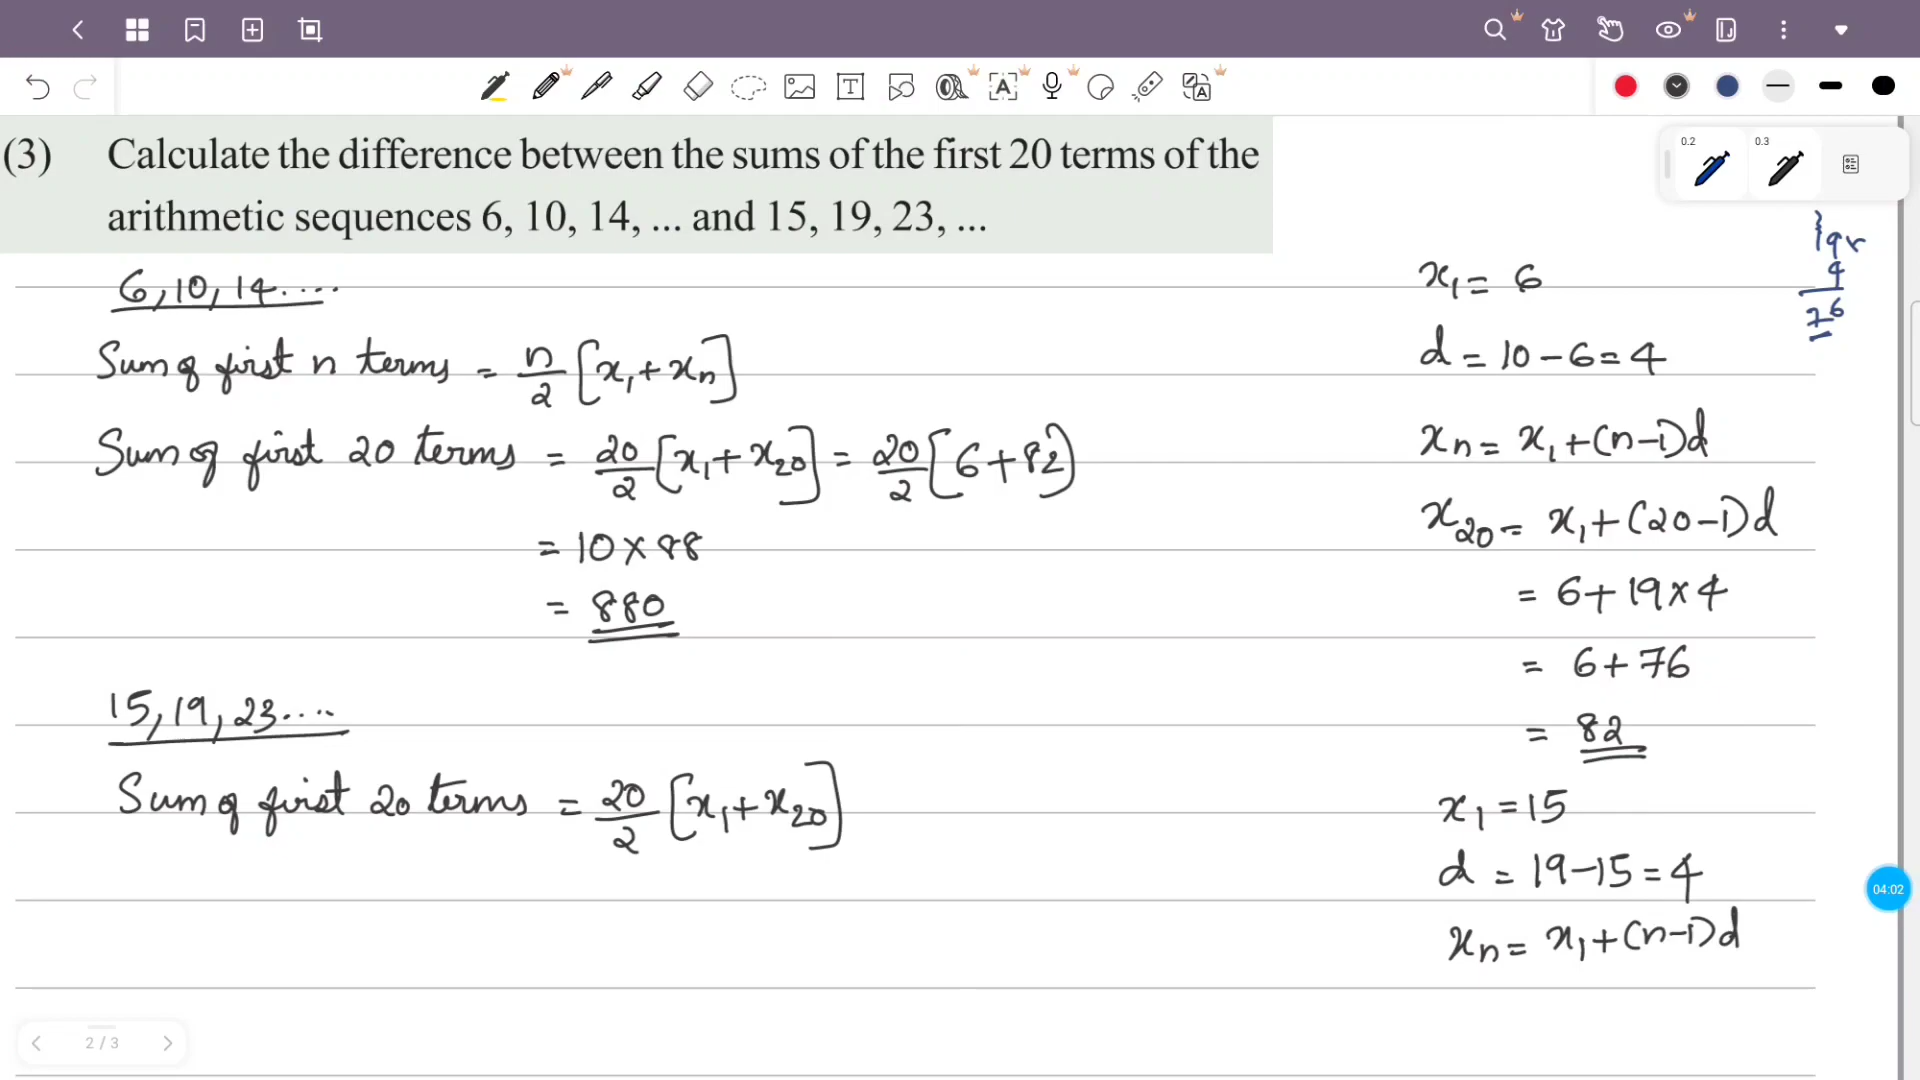 0.2 0.3
(3) Calculate the difference between the sums of the first 20 terms of the
arithmetic sequences 6, 10, 14, ... and 15, 19, 23, ...
6, 10, 14....
Sum of first n terms = n/2 [x₁ + xₙ]
Sum of first 20 terms = 20/2 [x₁ + x₂₀] = 20/2 [6+82]
= 10 × 88
= 880
15, 19, 23....
Sum of first 20 terms = 20/2 [x₁ + x₂₀]
19×
4
76
x₁ = 6
d = 10 - 6 = 4
xₙ = x₁ + (n-1)d
x₂₀ = x₁ + (20-1)d
= 6 + 19 × 4
= 6 + 76
= 82
x₁ = 15
d = 19 - 15 = 4
xₙ = x₁ + (n-1)d
04:02
2 / 3